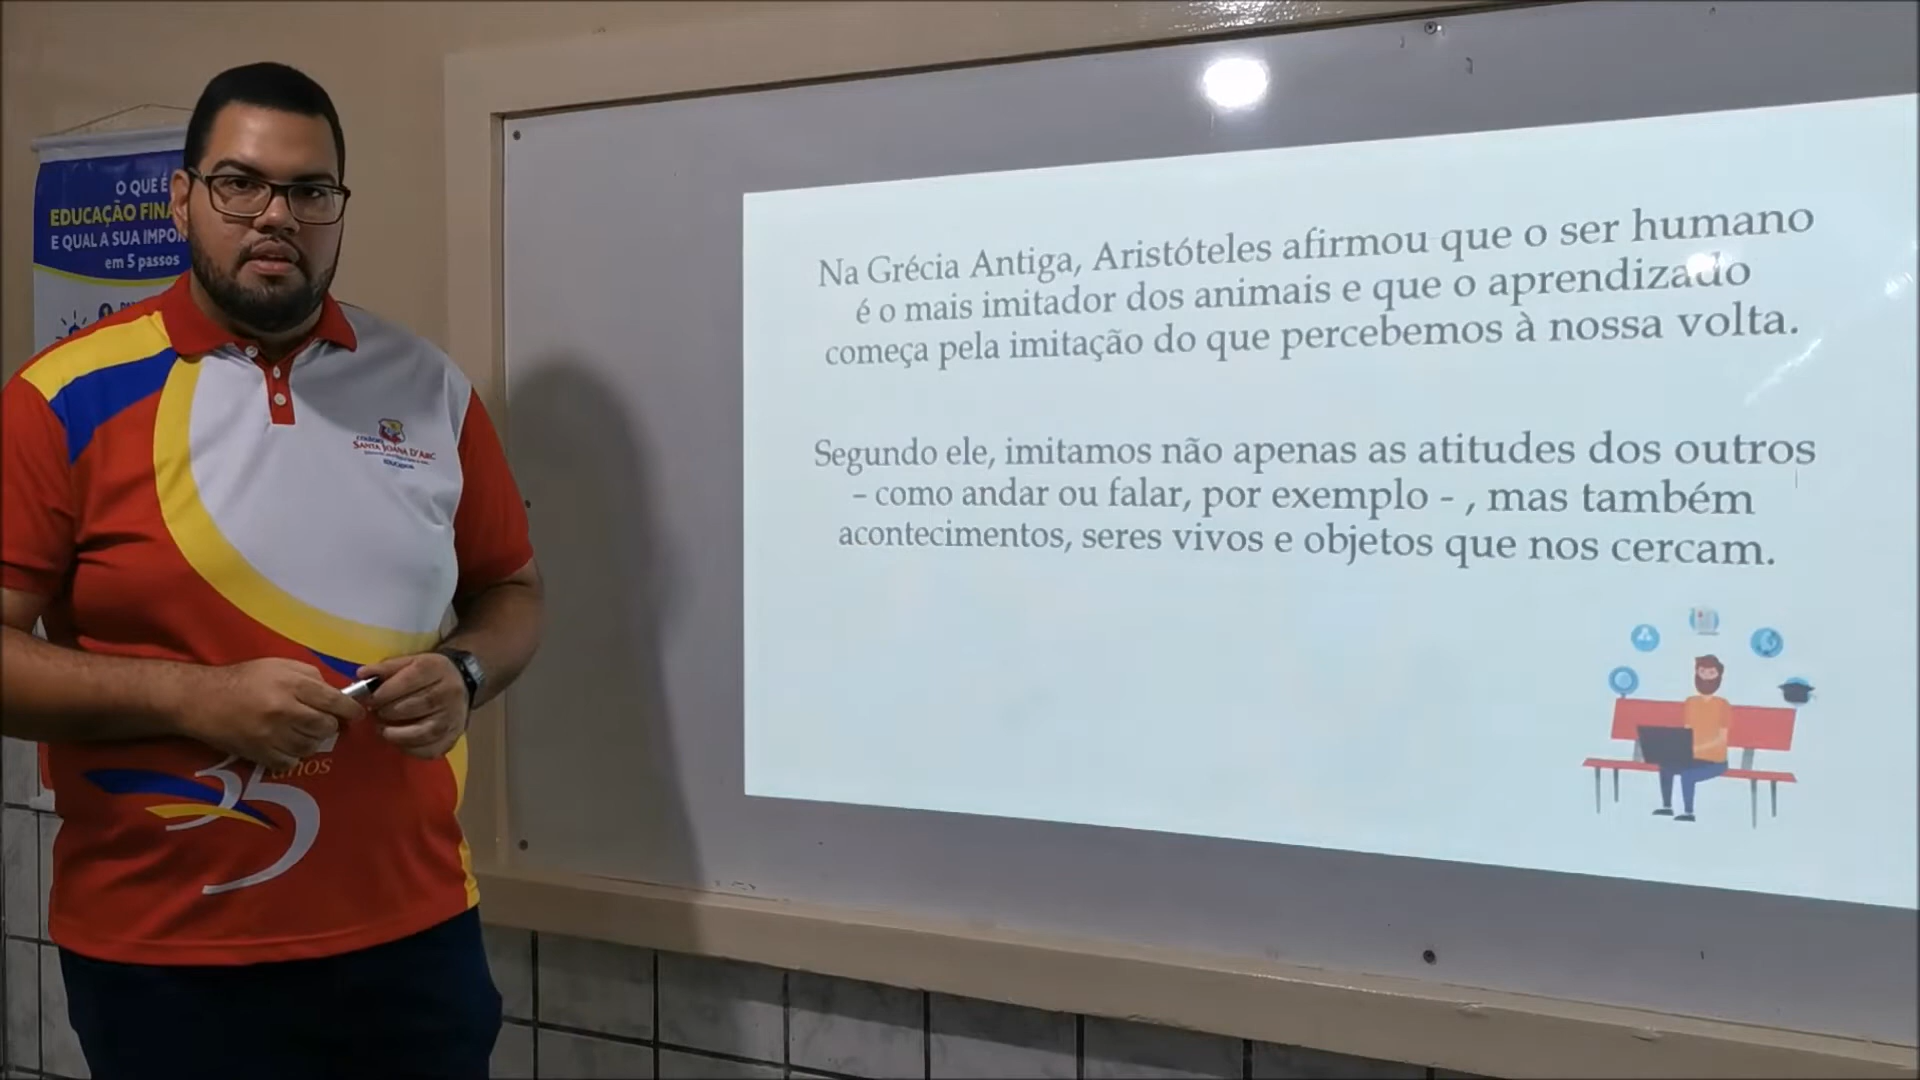 O QUE É
EDUCAÇÃO FINA
E QUAL A SUA IMPOR
em 5 passos
SANTA JOANA D'ARC
EDUCADOR
35
anos
Na Grécia Antiga, Aristóteles afirmou que o ser humano
é o mais imitador dos animais e que o aprendizado
começa pela imitação do que percebemos à nossa volta.
Segundo ele, imitamos não apenas as atitudes dos outros
– como andar ou falar, por exemplo - , mas também
acontecimentos, seres vivos e objetos que nos cercam.